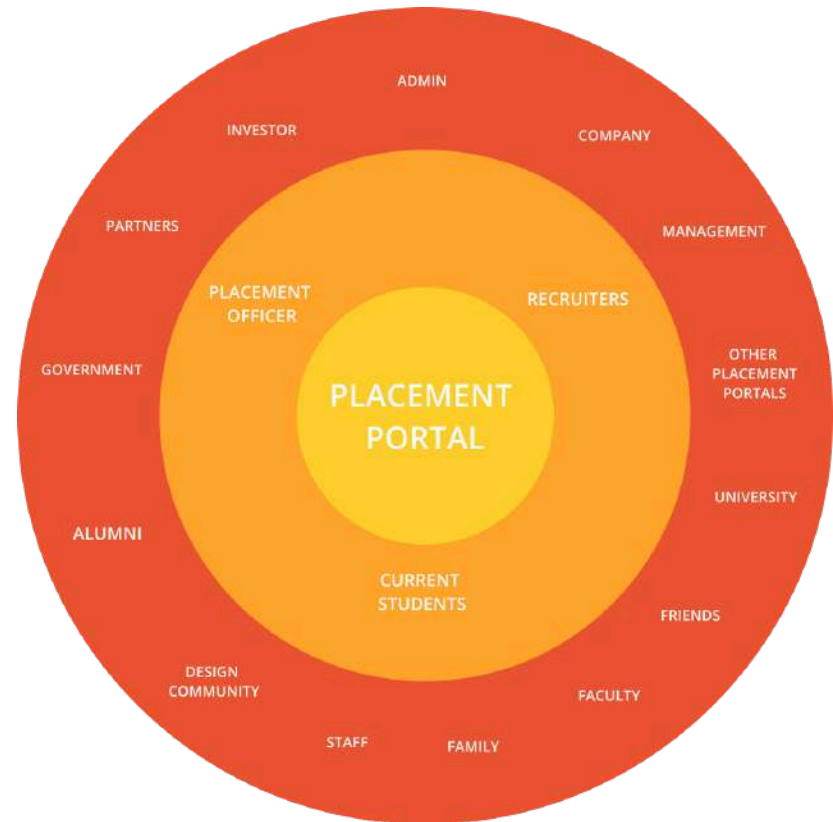 ADMIN
INVESTOR
COMPANY
PARTNERS
MANAGEMENT
PLACEMENT
OFFICER
RECRUITERS
GOVERNMENT
OTHER
PLACEMENT
PORTALS
PLACEMENT
PORTAL
UNIVERSITY
ALUMNI
CURRENT
STUDENTS
FRIENDS
DESIGN
COMMUNITY
FACULTY
STAFF
FAMILY